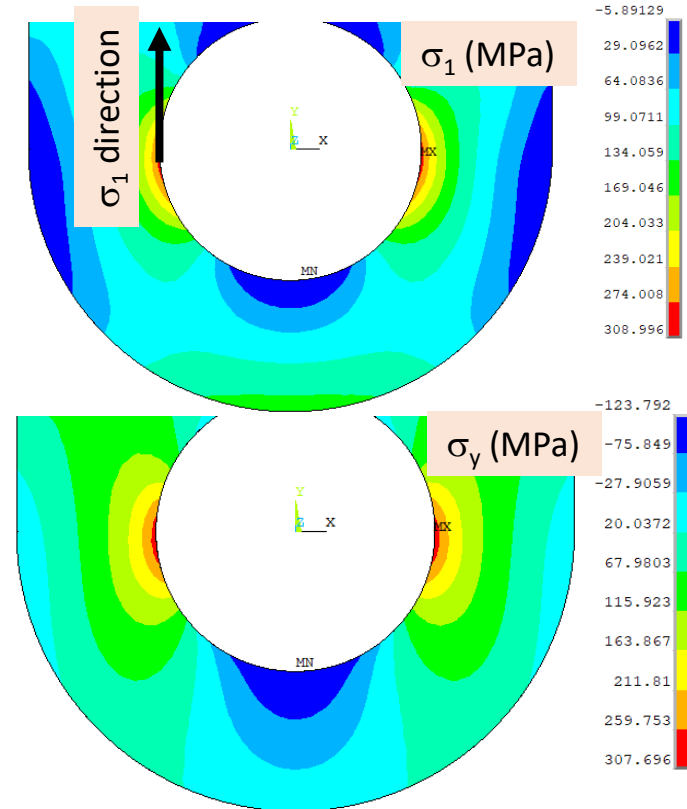 σ1 (MPa)
σ1 direction
Y
Z
X
MX
MN
-5.89129
29.0962
64.0836
99.0711
134.059
169.046
204.033
239.021
274.008
308.996
σy (MPa)
Y
Z
X
MX
MN
-123.792
-75.849
-27.9059
20.0372
67.9803
115.923
163.867
211.81
259.753
307.696